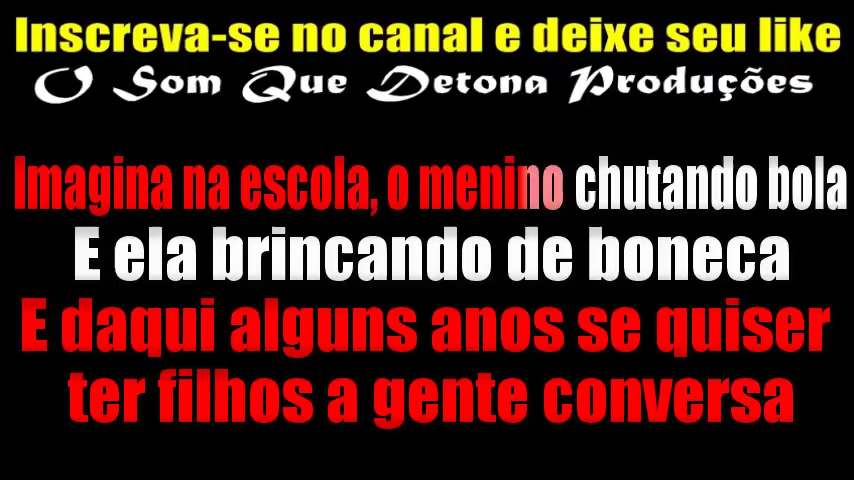 Inscreva-se no canal e deixe seu like
O Som Que Detona Produções
Imagina na escola, o menino chutando bola
E ela brincando de boneca
E daqui alguns anos se quiser
ter filhos a gente conversa